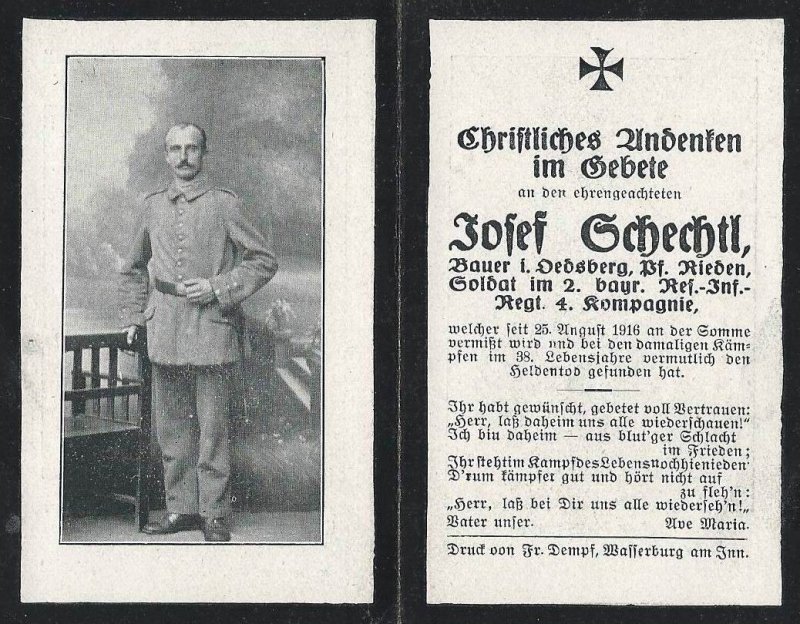 Christliches Andenken
im Gebete
an den ehrengeachteten
Josef Schechtl,
Bauer i. Oedsberg, Pf. Rieden,
Soldat im 2. bayr. Res.-Inf.-
Regt. 4. Kompagnie,
welcher seit 25. August 1916 an der Somme
vermißt wird und bei den damaligen Käm-
pfen im 38. Lebensjahre vermutlich den
Heldentod gefunden hat.
Ihr habt gewünscht, gebetet voll Vertrauen:
„Herr, laß daheim uns alle wiederschauen!"
Ich bin daheim — aus blut'ger Schlacht
im Frieden;
Ihr steht im Kampf des Lebens noch hienieden
D'rum kämpfet gut und hört nicht auf
zu fleh'n:
„Herr, laß bei Dir uns alle wiederseh'n!"
Vater unser. Ave Maria.
Druck von Fr. Dempf, Wasserburg am Inn.